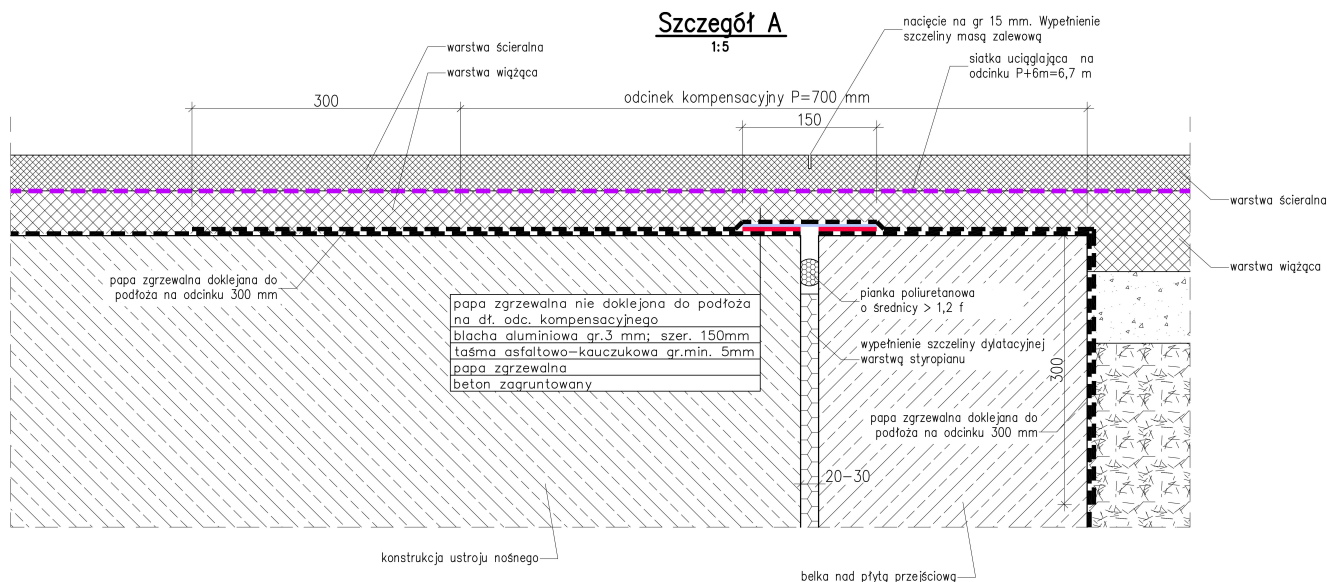 Szczegół A
1:5
nacięcie na gr 15 mm. Wypełnienie
szczeliny masą zalewową
warstwa ścieralna
siatka uciąglająca na
odcinku P+6m=6,7 m
warstwa wiążąca
300
odcinek kompensacyjny P=700 mm
150
warstwa ścieralna
warstwa wiążąca
papa zgrzewalna doklejana do
podłoża na odcinku 300 mm
pianka poliuretanowa
o średnicy > 1,2 f
papa zgrzewalna nie doklejona do podłoża
na dł. odc. kompensacyjnego
blacha aluminiowa gr.3 mm; szer. 150mm
taśma asfaltowo-kauczukowa gr.min. 5mm
papa zgrzewalna
beton zagruntowany
wypełnienie szczeliny dylatacyjnej
warstwą styropianu
300
papa zgrzewalna doklejana do
podłoża na odcinku 300 mm
20-30
konstrukcja ustroju nośnego
belka nad płytą przejściową